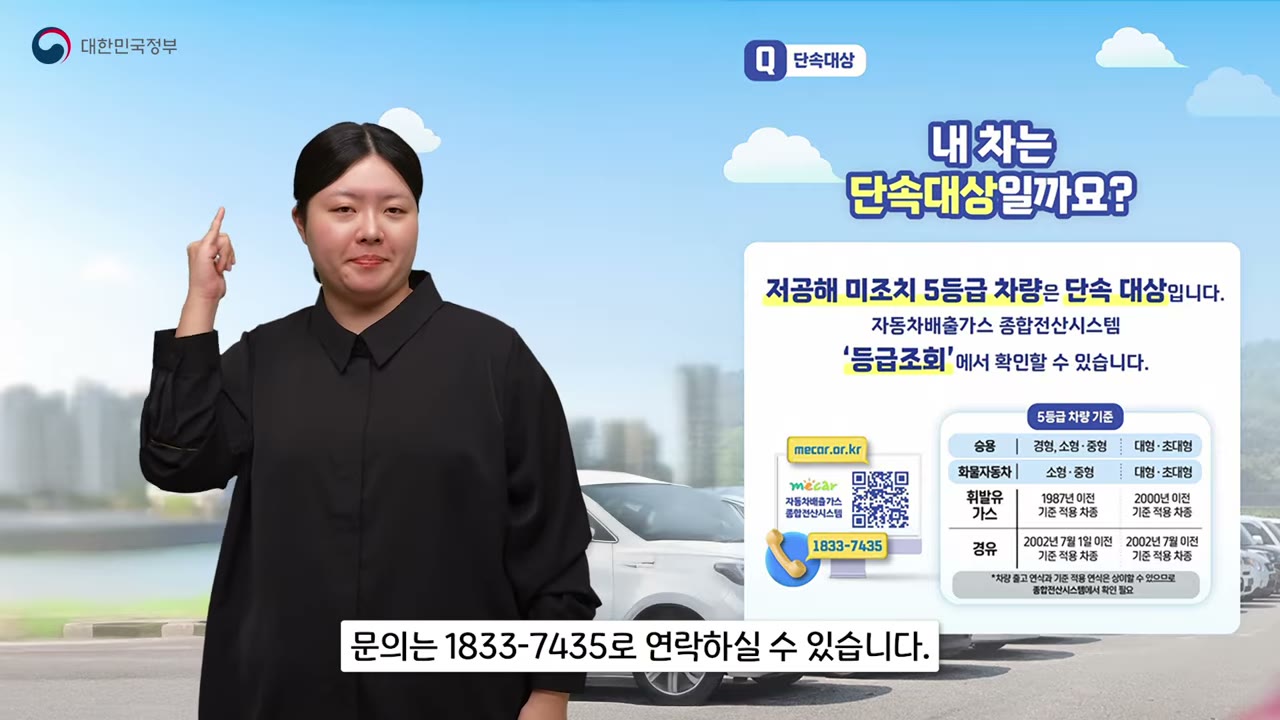 대한민국정부
Q 단속대상
내 차는
단속대상일까요?
저공해 미조치 5등급 차량은 단속 대상입니다.
자동차배출가스 종합전산시스템
‘등급조회’에서 확인할 수 있습니다.
mecar.or.kr
mecar
자동차배출가스
종합전산시스템
1833-7435
5등급 차량 기준
승용 경형, 소형·중형 대형·초대형
화물자동차 소형·중형 대형·초대형
휘발유 가스 1987년 이전 기준 적용 차종 2000년 이전 기준 적용 차종
경유 2002년 7월 1일 이전 기준 적용 차종 2002년 7월 이전 기준 적용 차종
*차량 출고 연식과 기준 적용 연식은 상이할 수 있으므로
종합전산시스템에서 확인 필요
문의는 1833-7435로 연락하실 수 있습니다.